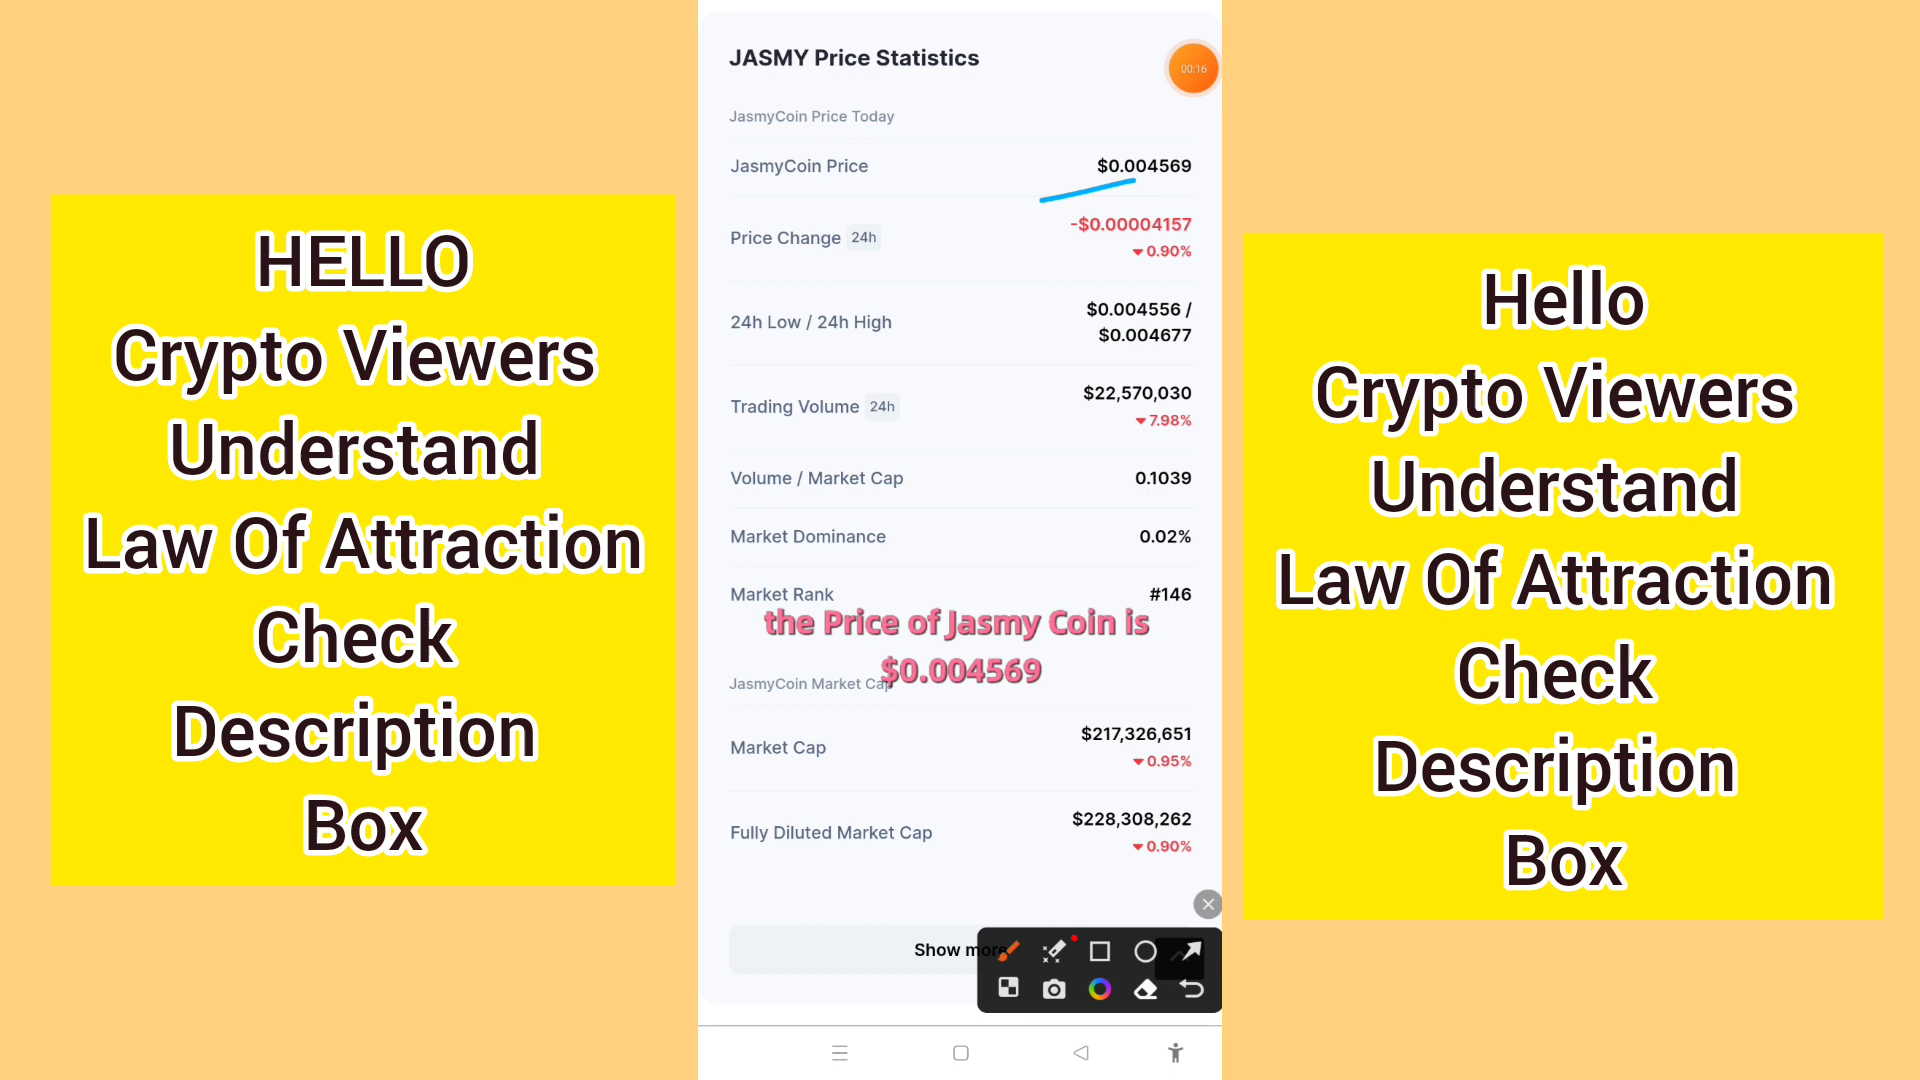 HELLO
Crypto Viewers
Understand
Law Of Attraction
Check
Description
Box
JASMY Price Statistics
00:16
JasmyCoin Price Today
JasmyCoin Price $0.004569
-$0.00004157
Price Change 24h
0.90%
$0.004556 /
24h Low / 24h High
$0.004677
$22,570,030
Trading Volume 24h
7.98%
Volume / Market Cap 0.1039
Market Dominance 0.02%
Market Rank #146
the Price of Jasmy Coin is
$0.004569
JasmyCoin Market Cap
$217,326,651
Market Cap
0.95%
$228,308,262
Fully Diluted Market Cap
0.90%
Show more
Hello
Crypto Viewers
Understand
Law Of Attraction
Check
Description
Box